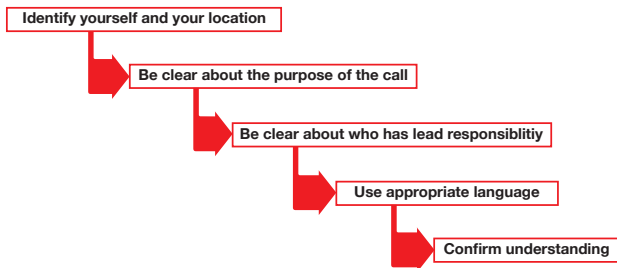 Identify yourself and your location
Be clear about the purpose of the call
Be clear about who has lead responsiblitiy
Use appropriate language
Confirm understanding